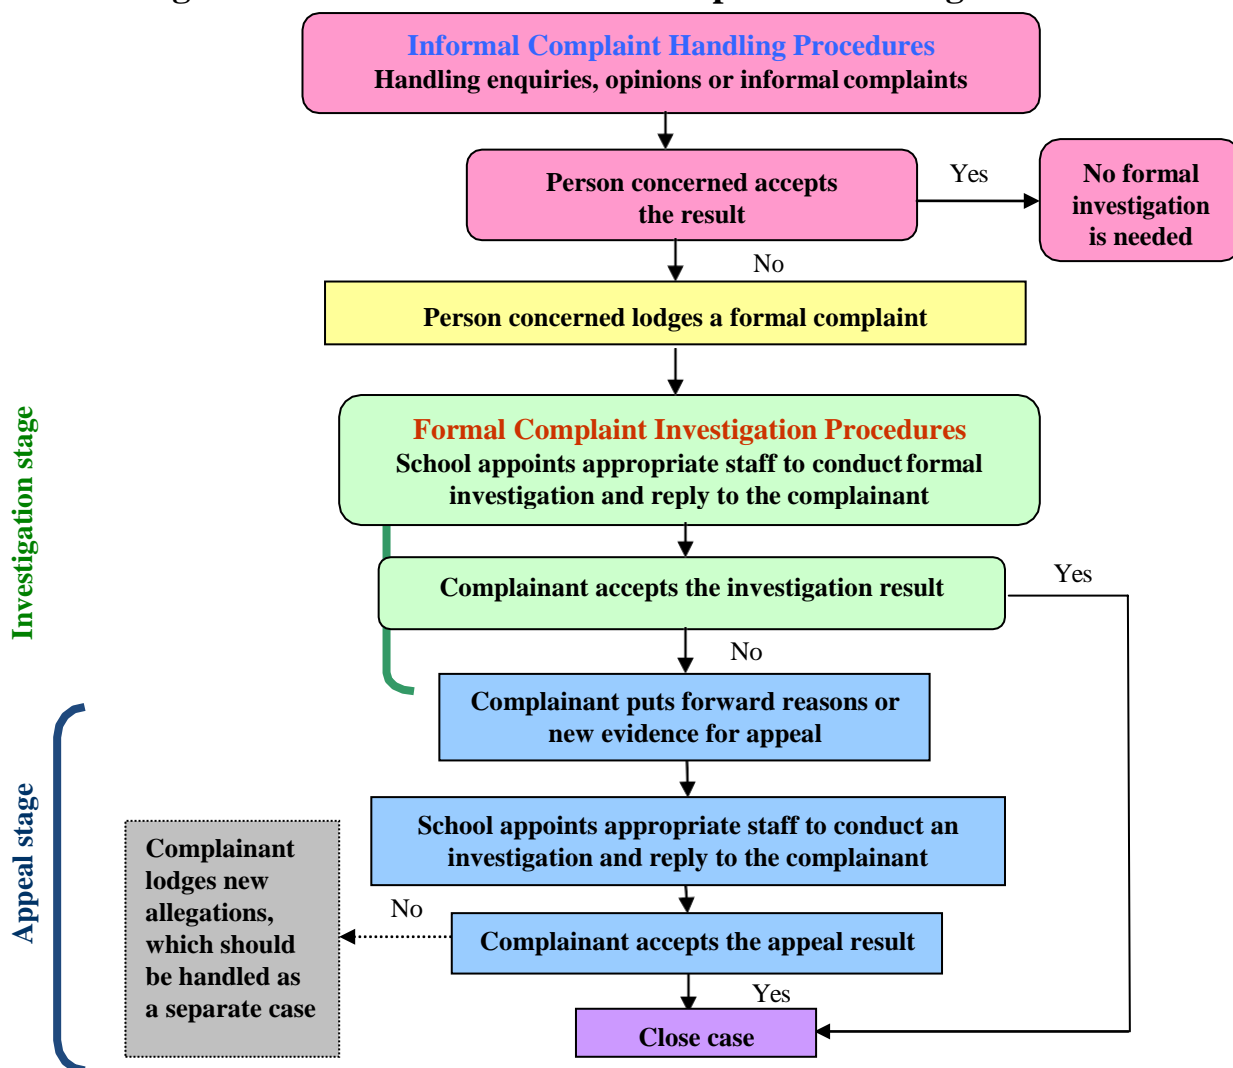 Informal Complaint Handling Procedures
Handling enquiries, opinions or informal complaints
Person concerned accepts
the result
Yes
No formal
investigation
is needed
No
Person concerned lodges a formal complaint
Investigation stage
Formal Complaint Investigation Procedures
School appoints appropriate staff to conduct formal
investigation and reply to the complainant
Complainant accepts the investigation result
Yes
No
Complainant puts forward reasons or
new evidence for appeal
Appeal stage
School appoints appropriate staff to conduct an
investigation and reply to the complainant
Complainant
lodges new
allegations,
which should
be handled as
a separate case
No
Complainant accepts the appeal result
Yes
Close case